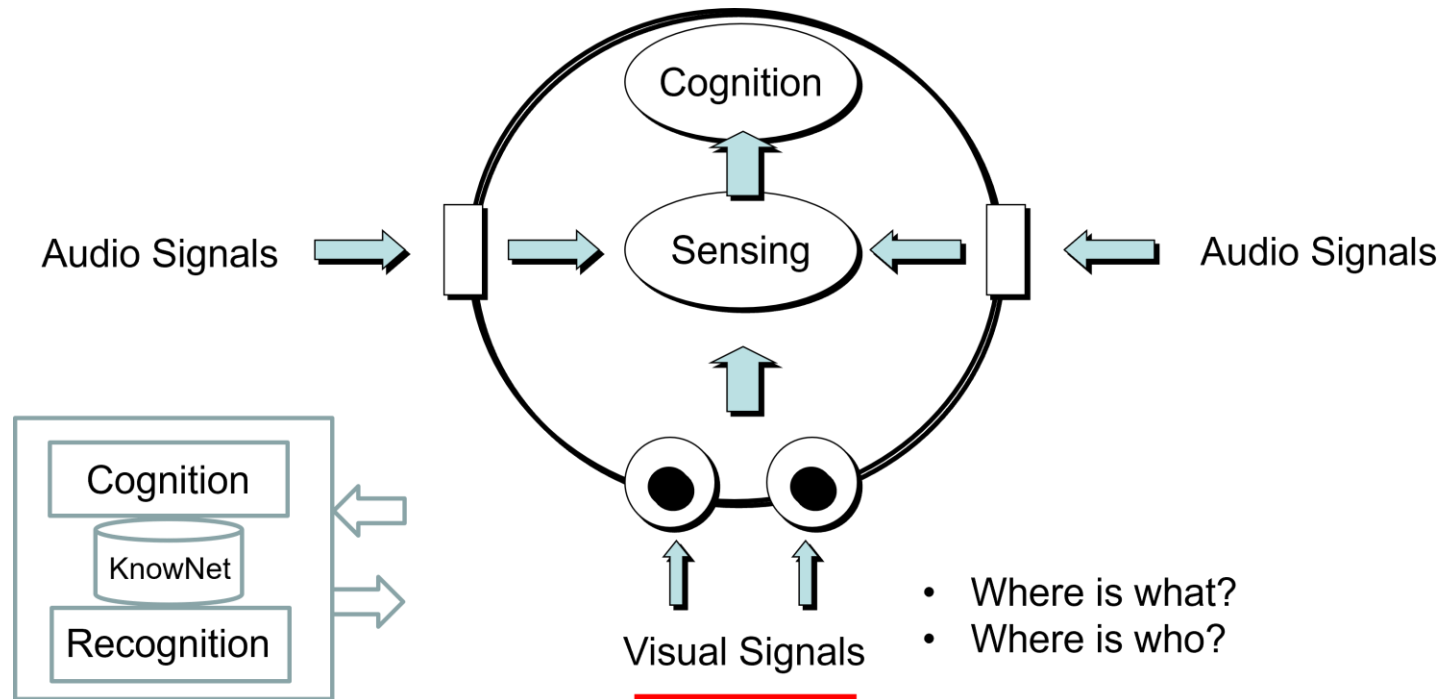 Cognition
Audio Signals
Sensing
Audio Signals
Cognition
KnowNet
Recognition
Visual Signals
• Where is what?
• Where is who?